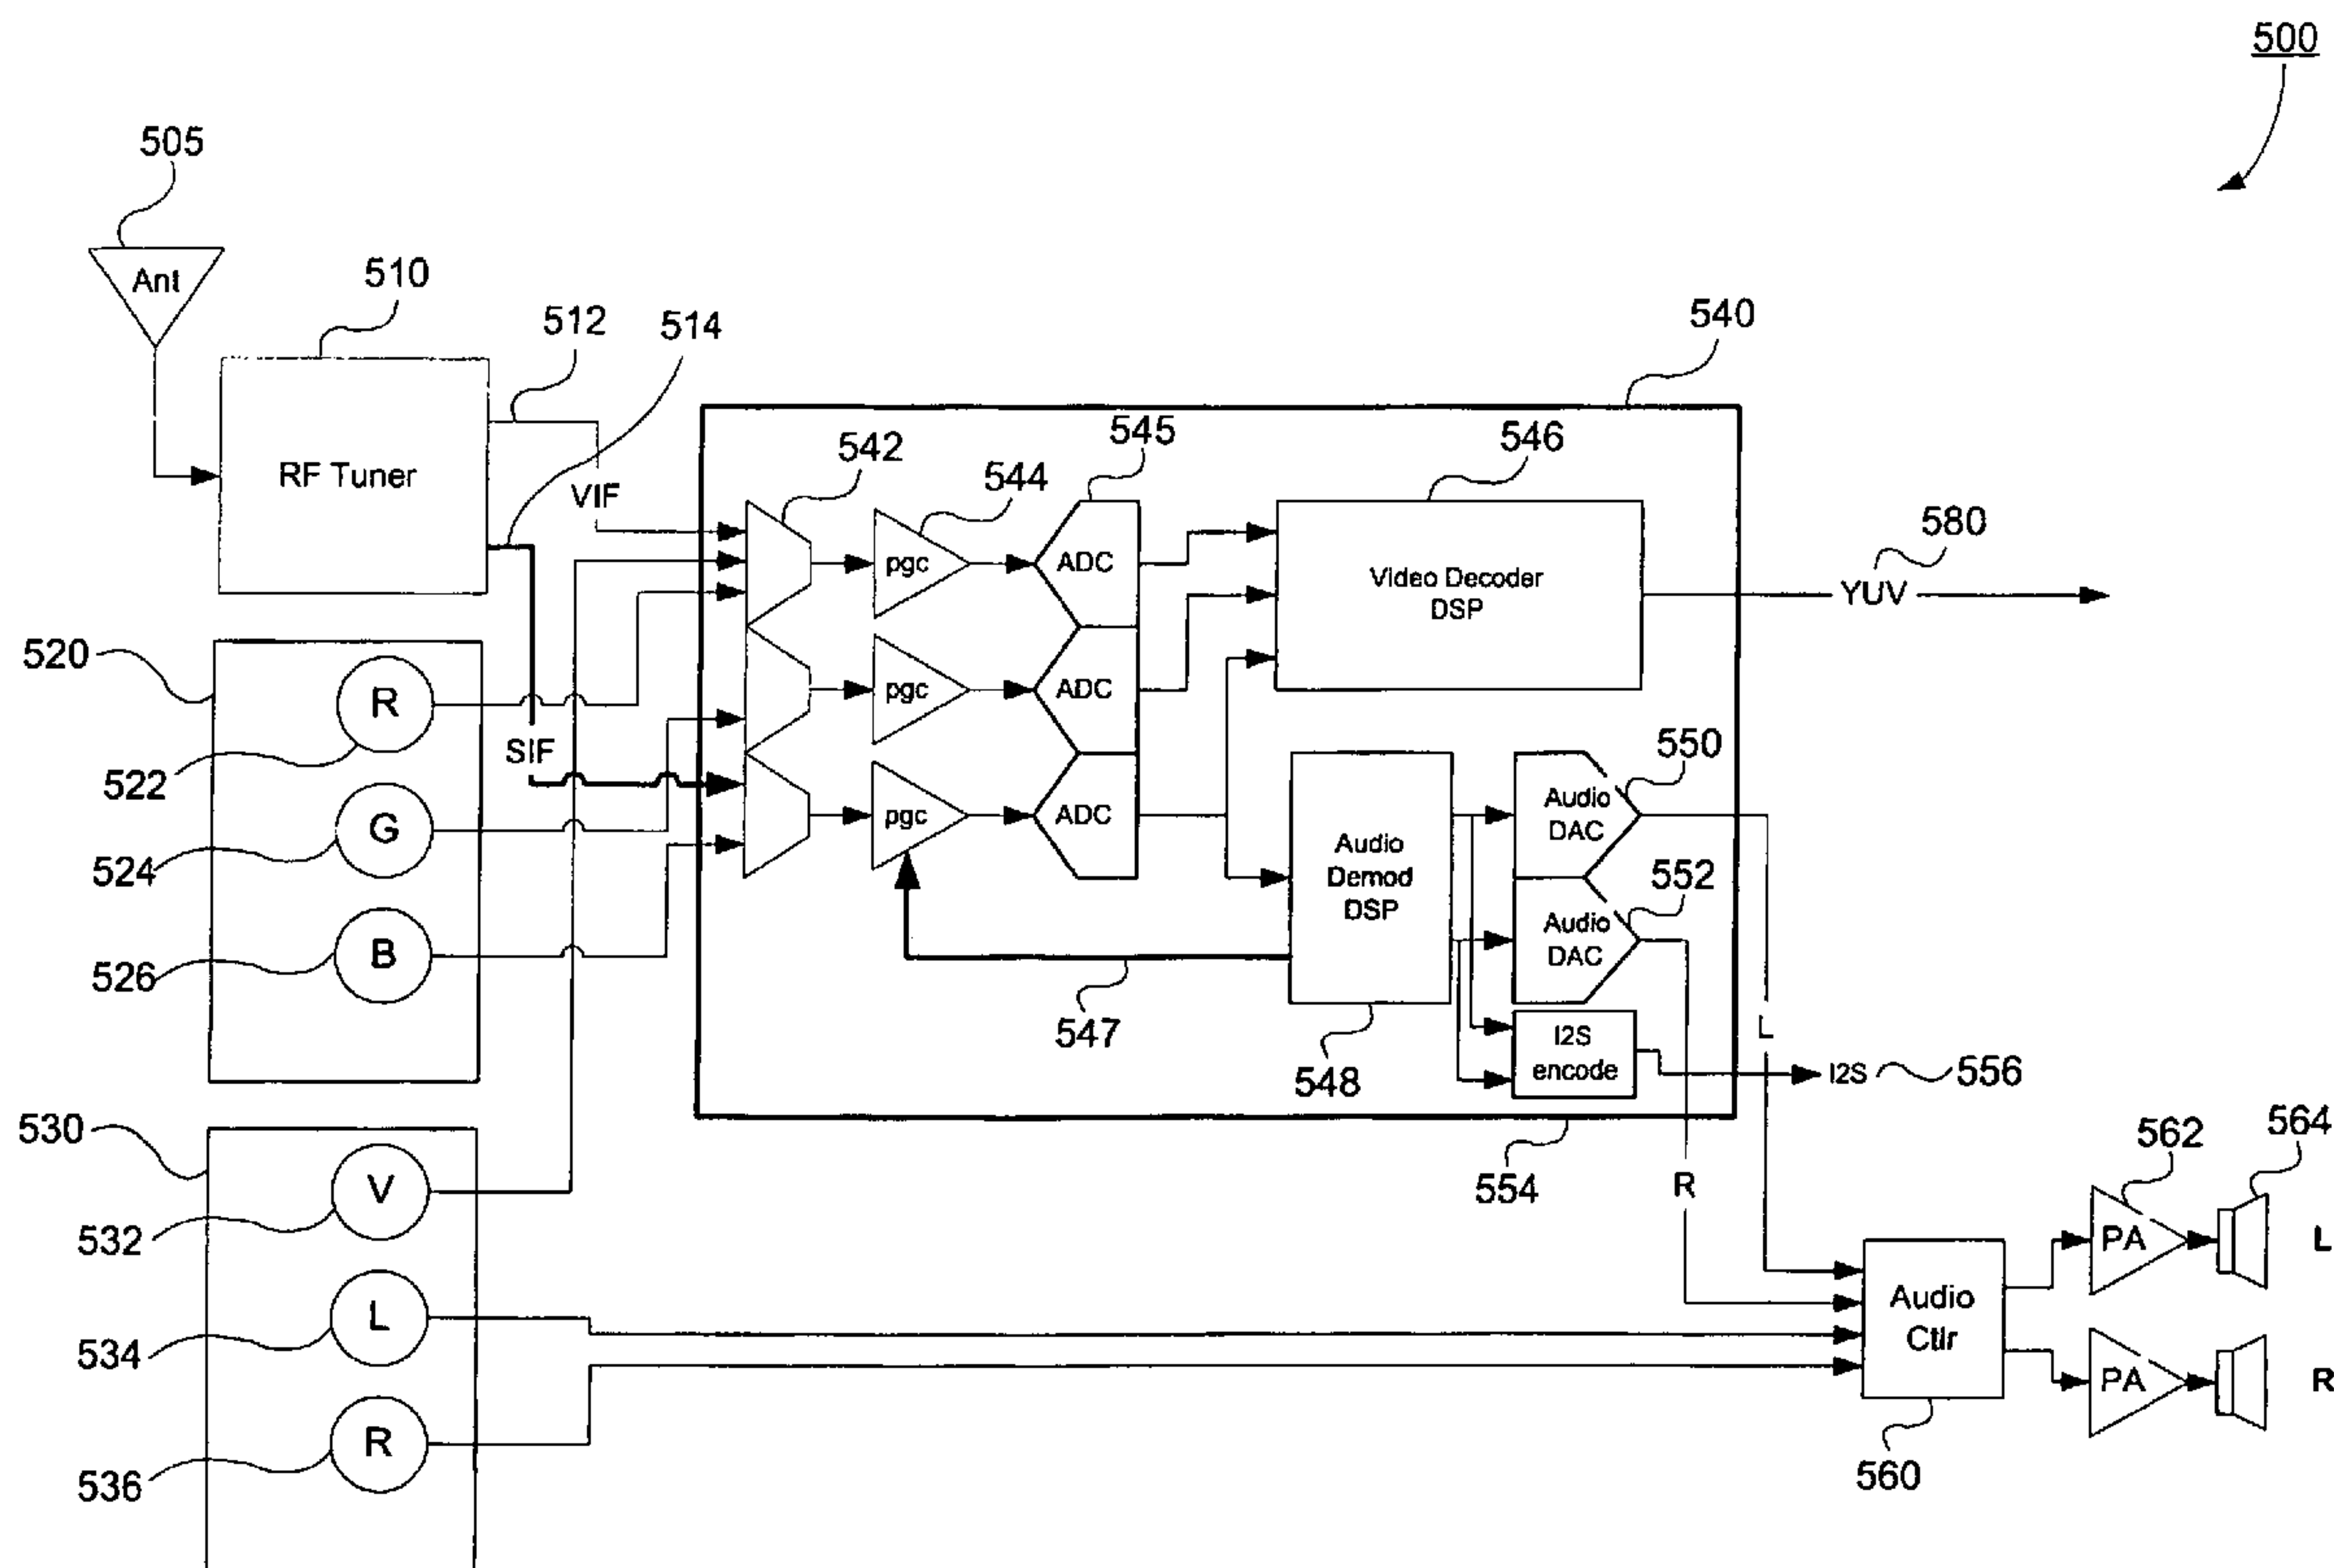 500
505
Ant
510
512
514
RF Tuner
VIF
SIF
540
542
544
545
546
pgc
ADC
Video Decoder
DSP
580
YUV
520
R
522
G
524
B
526
pgc
ADC
pgc
ADC
547
Audio
Demod
DSP
548
550
Audio
DAC
552
Audio
DAC
I2S
encode
L
I2S
556
554
R
530
V
532
L
534
R
536
Audio
Ctlr
560
562
564
PA
L
PA
R